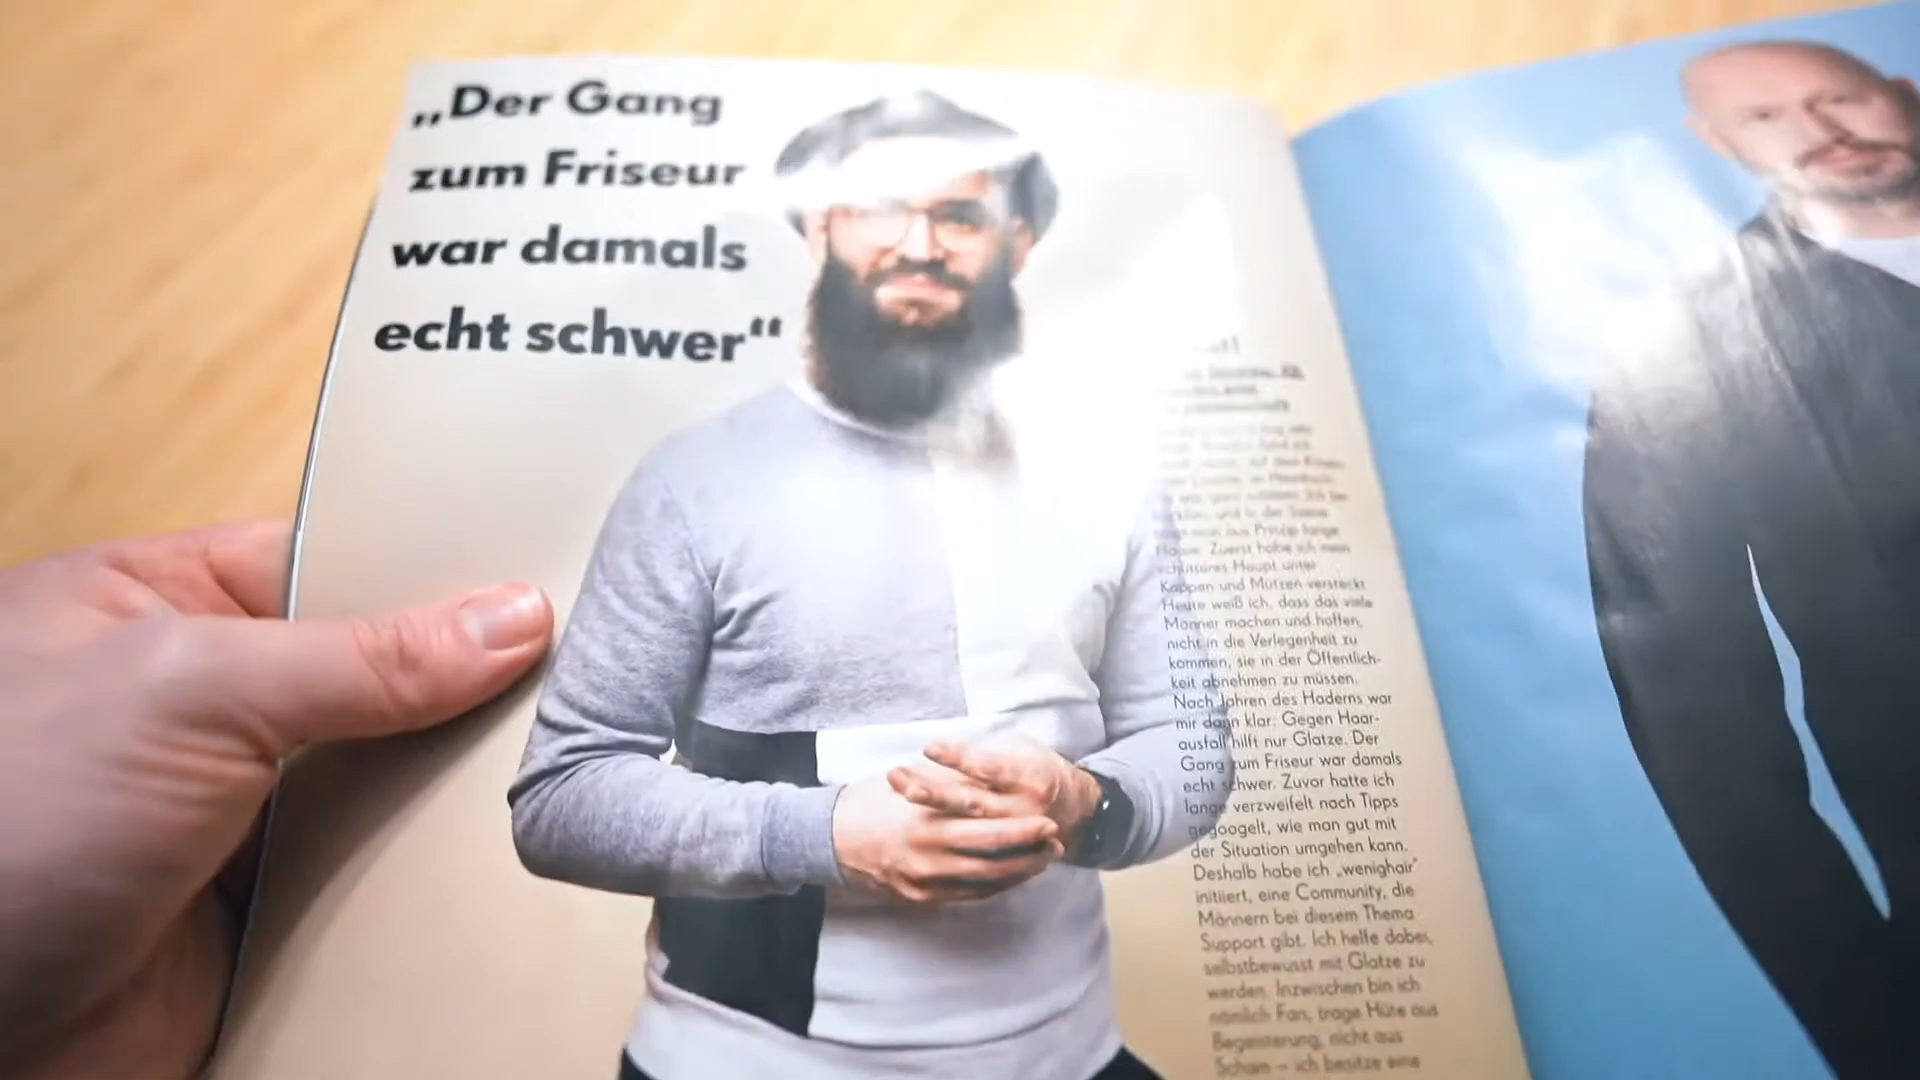 „Der Gang
zum Friseur
war damals
echt schwer“
aus Prinzip lange
Haare. Zuerst habe ich mein
schütteres Haupt unter
Kappen und Mützen versteckt
Heute weiß ich, dass das viele
Männer machen und hoffen,
nicht in die Verlegenheit zu
kommen, sie in der Öffentlich-
keit abnehmen zu müssen.
Nach Jahren des Haderns war
mir dann klar: Gegen Haar-
ausfall hilft nur Glatze. Der
Gang zum Friseur war damals
echt schwer. Zuvor hatte ich
lange verzweifelt nach Tipps
gegoogelt, wie man gut mit
der Situation umgehen kann.
Deshalb habe ich „wenighair“
initiiert, eine Community, die
Männern bei diesem Thema
Support gibt. Ich helfe dabei,
selbstbewusst mit Glatze zu
werden. Inzwischen bin ich
nämlich Fan, trage Hüte aus
Begeisterung, nicht aus
Scham – ich besitze eine